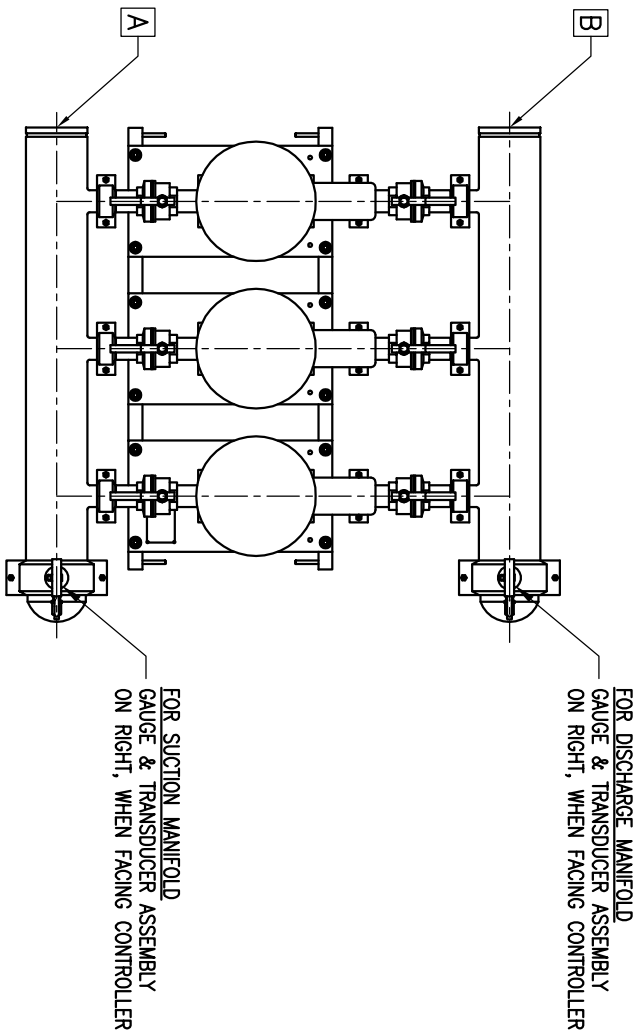 A
B
FOR DISCHARGE MANIFOLD
GAUGE & TRANSDUCER ASSEMBLY
ON RIGHT, WHEN FACING CONTROLLER
FOR SUCTION MANIFOLD
GAUGE & TRANSDUCER ASSEMBLY
ON RIGHT, WHEN FACING CONTROLLER